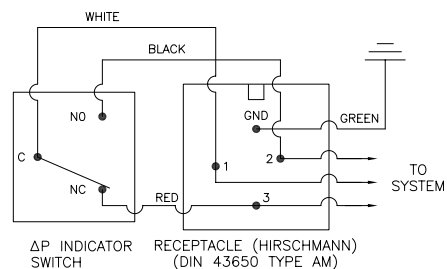 WHITE
BLACK
NO
GND
GREEN
C
1
2
TO
SYSTEM
NC
RED
3
ΔP INDICATOR
SWITCH
RECEPTACLE (HIRSCHMANN)
(DIN 43650 TYPE AM)